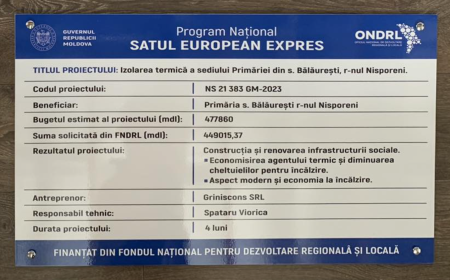 GUVERNUL
REPUBLICII
MOLDOVA
Program Național
SATUL EUROPEAN EXPRES
ONDRL
TITLUL PROIECTULUI: Izolarea termică a sediului Primăriei din s. Bălăurești, r-nul Nisporeni.
Codul proiectului: NS 21 383 GM-2023
Beneficiar: Primăria s. Bălăurești r-nul Nisporeni
Bugetul estimat al proiectului (mdl): 477860
Suma solicitată din FNDRL (mdl): 449015,37
Rezultatul proiectului: Construcția și renovarea infrastructurii sociale.
• Economisirea agentului termic și diminuarea
cheltuielilor pentru încălzire.
• Aspect modern și economia la încălzire.
Antreprenor: Griniscons SRL
Responsabil tehnic: Spataru Viorica
Durata proiectului: 4 luni
FINANȚAT DIN FONDUL NAȚIONAL PENTRU DEZVOLTARE REGIONALĂ ȘI LOCALĂ